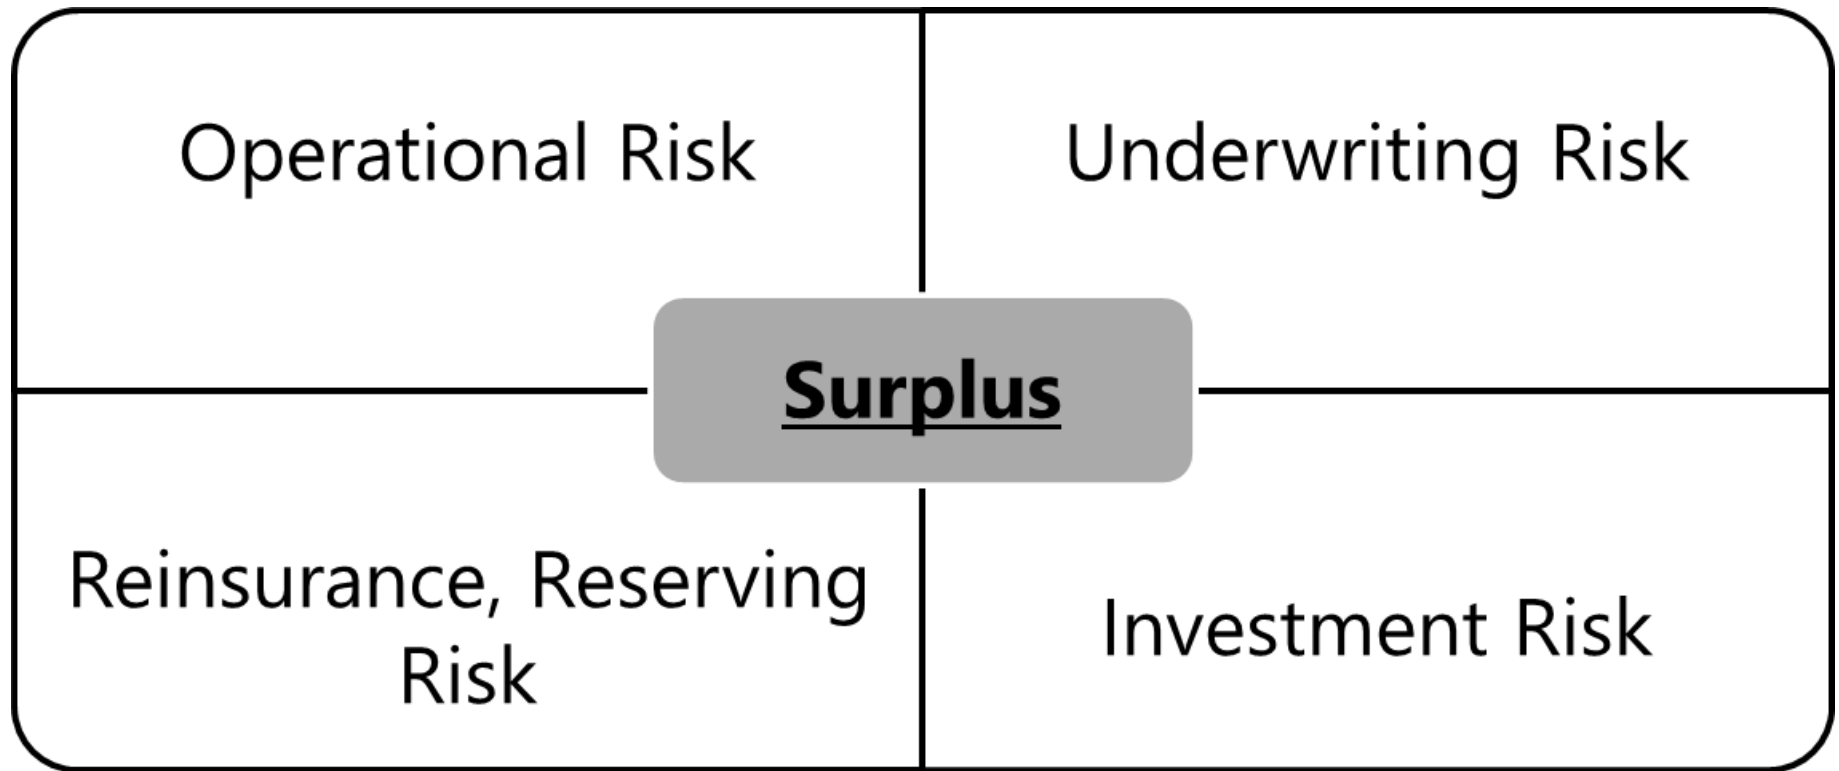 Operational Risk
Underwriting Risk
Surplus
Reinsurance, Reserving
Risk
Investment Risk